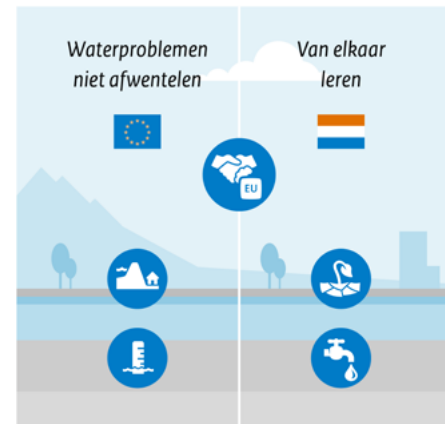 Waterproblemen
niet afwentelen
Van elkaar
leren
EU